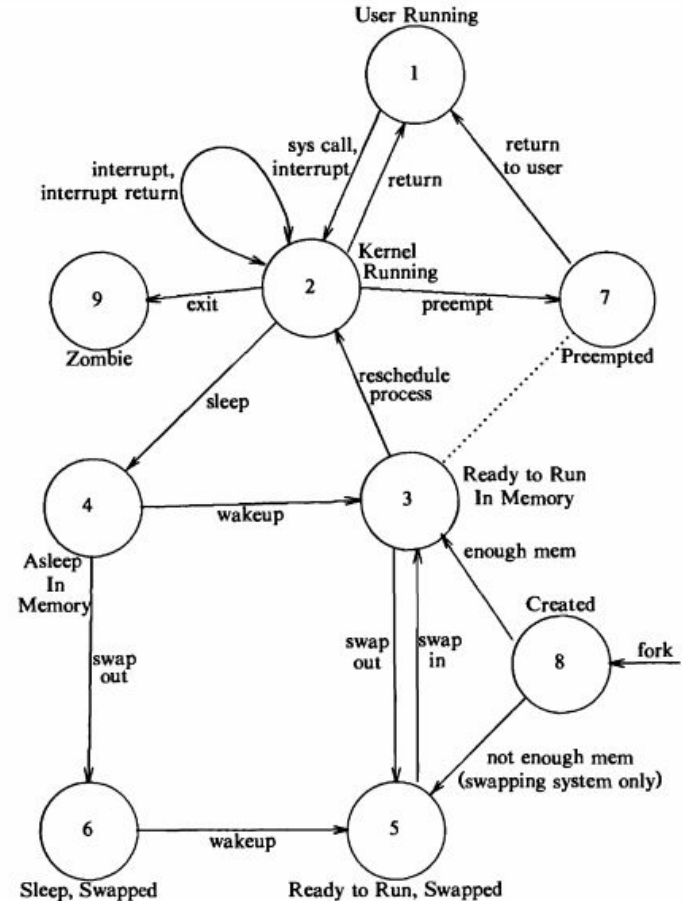 User Running
1
sys call,
interrupt
return
return
to user
interrupt,
interrupt return
Kernel
Running
2
9
exit
Zombie
preempt
7
Preempted
reschedule
process
sleep
4
wakeup
3
Ready to Run
In Memory
Asleep
In
Memory
enough mem
Created
8
fork
swap
out
swap
out
swap
in
not enough mem
(swapping system only)
6
wakeup
5
Sleep, Swapped
Ready to Run, Swapped